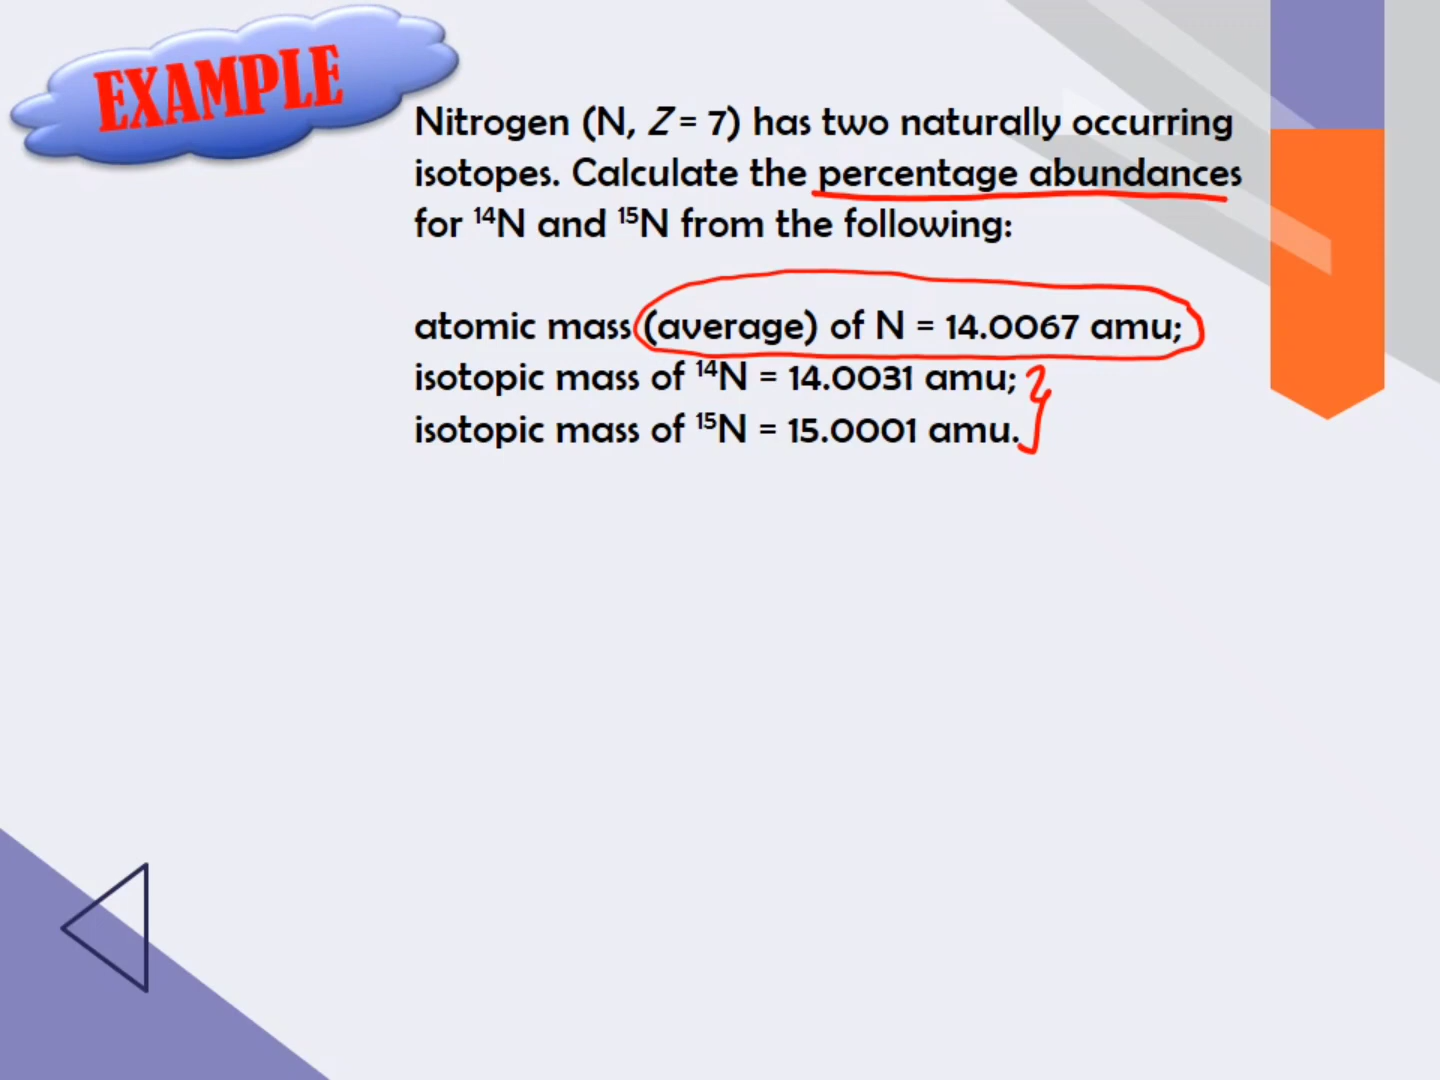 EXAMPLE
Nitrogen (N, Z = 7) has two naturally occurring
isotopes. Calculate the percentage abundances
for ¹⁴N and ¹⁵N from the following:
atomic mass (average) of N = 14.0067 amu;
isotopic mass of ¹⁴N = 14.0031 amu;
isotopic mass of ¹⁵N = 15.0001 amu.